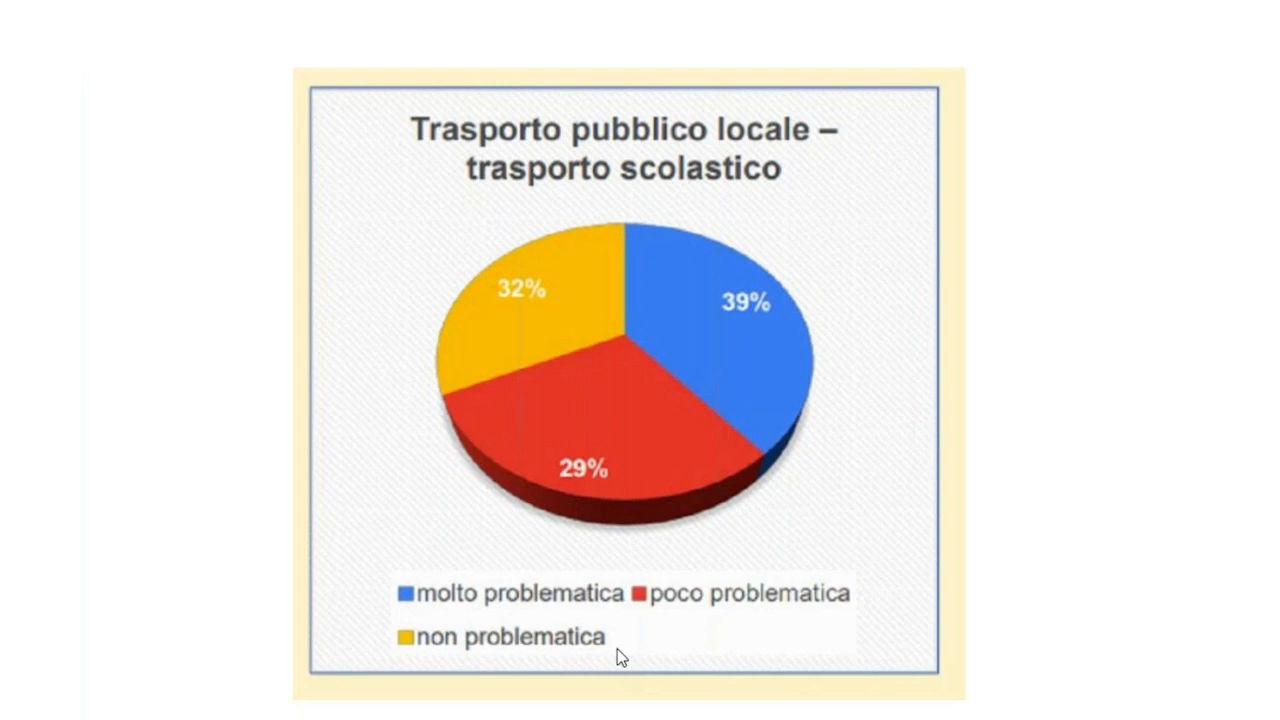 Trasporto pubblico locale –
trasporto scolastico
32%
39%
29%
molto problematica poco problematica
non problematica